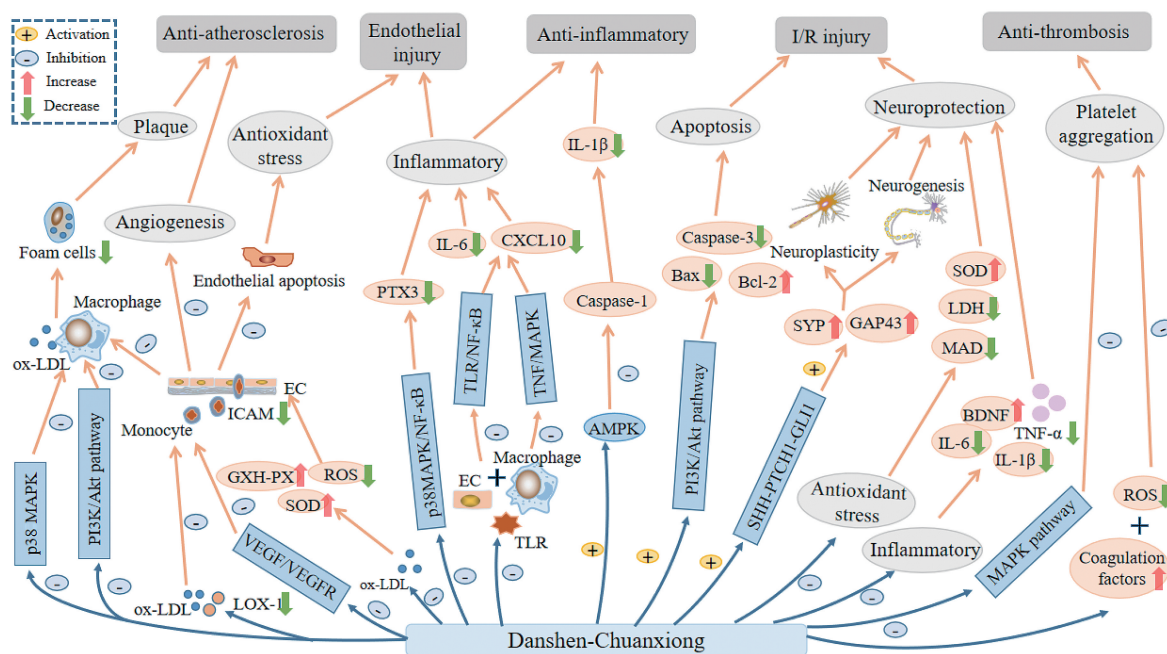 Activation
Inhibition
Increase
Decrease
Anti-atherosclerosis
Endothelial
injury
Anti-inflammatory
I/R injury
Anti-thrombosis
Plaque
Antioxidant
stress
Inflammatory
IL-1β
Apoptosis
Neuroprotection
Platelet
aggregation
Foam cells
Angiogenesis
Endothelial apoptosis
IL-6
CXCL10
Caspase-3
Bax
Bcl-2
Neuroplasticity
Neurogenesis
SOD
LDH
MAD
Macrophage
ox-LDL
PTX3
TLR/NF-κB
TNF/MAPK
Caspase-1
SYP
GAP43
EC
ICAM
Monocyte
p38 MAPK
PI3K/Akt pathway
GXH-PX
ROS
SOD
VEGF/VEGFR
p38MAPK/NF-κB
EC
Macrophage
TLR
AMPK
PI3K/Akt pathway
SHH-PTCH1-GLI1
BDNF
TNF-α
IL-6
IL-1β
Antioxidant
stress
Inflammatory
MAPK pathway
ROS
Coagulation
factors
ox-LDL
LOX-1
ox-LDL
Danshen-Chuanxiong